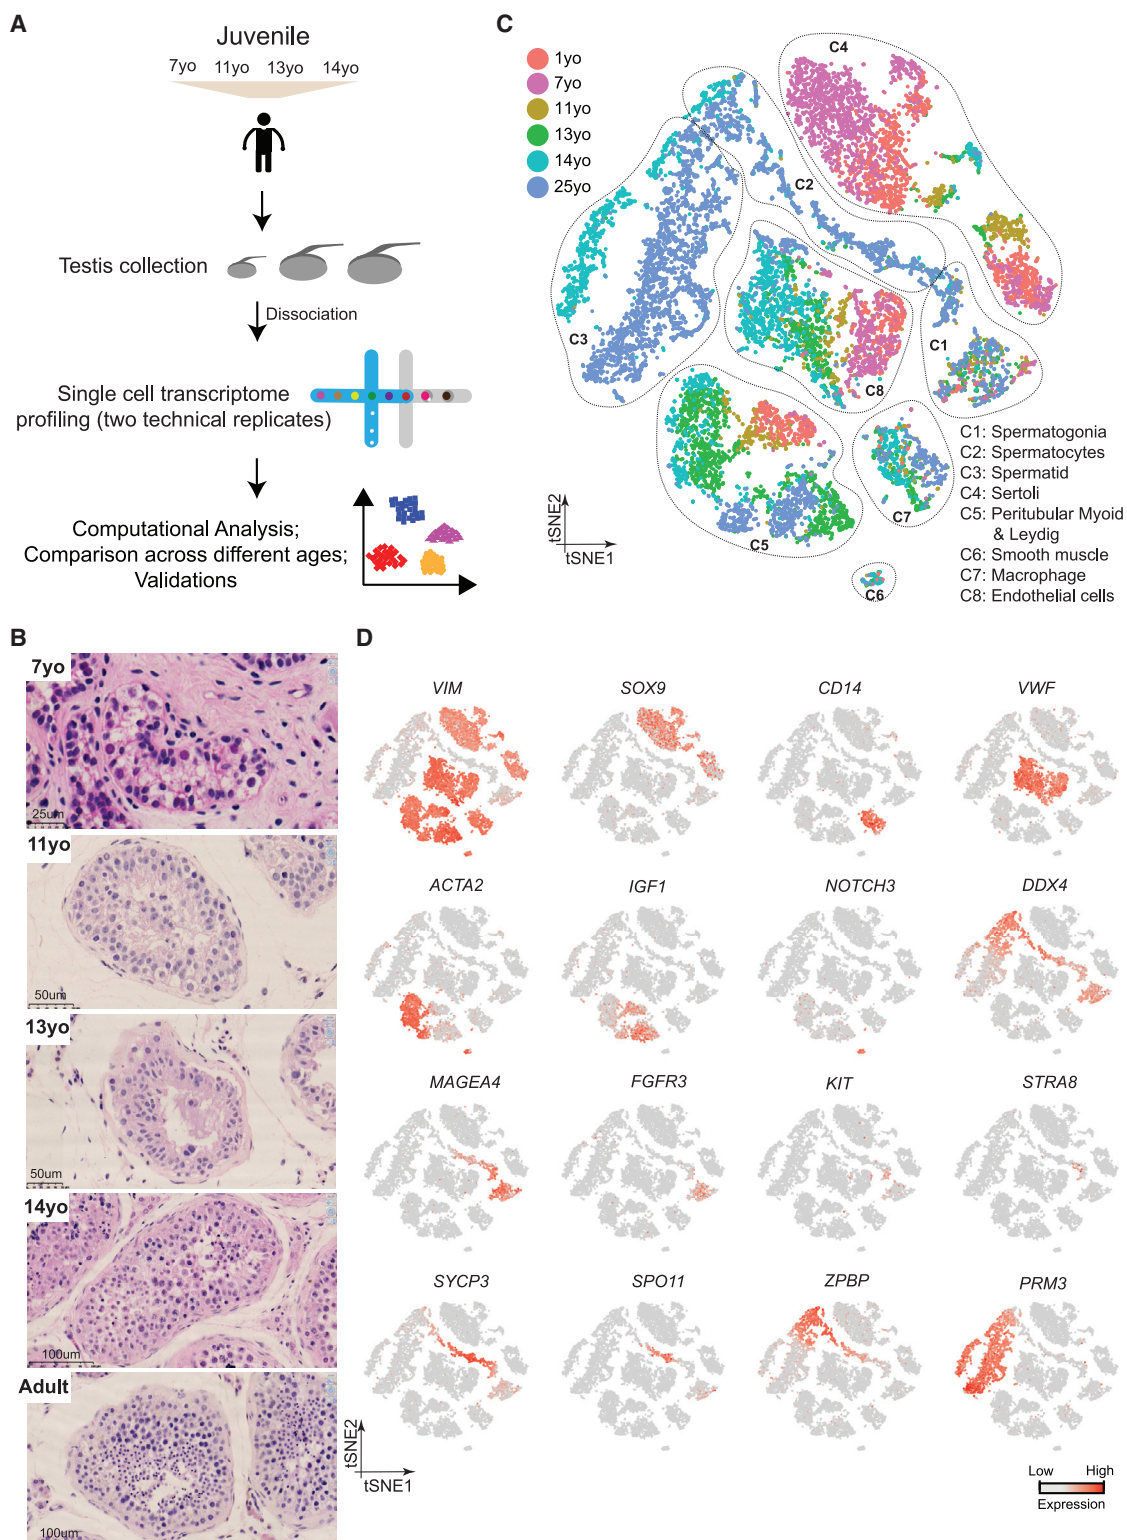 A
Juvenile
7yo 11yo 13yo 14yo
Testis collection
Dissociation
Single cell transcriptome
profiling (two technical replicates)
Computational Analysis;
Comparison across different ages;
Validations
B
7yo
25um
11yo
50um
13yo
50um
14yo
100um
Adult
100um
C
1yo
7yo
11yo
13yo
14yo
25yo
C4
C2
C3
C1
C8
C7
C5
C6
tSNE2
tSNE1
C1: Spermatogonia
C2: Spermatocytes
C3: Spermatid
C4: Sertoli
C5: Peritubular Myoid
& Leydig
C6: Smooth muscle
C7: Macrophage
C8: Endothelial cells
D
VIM SOX9 CD14 VWF
ACTA2 IGF1 NOTCH3 DDX4
MAGEA4 FGFR3 KIT STRA8
SYCP3 SPO11 ZPBP PRM3
tSNE2
tSNE1
Low High
Expression